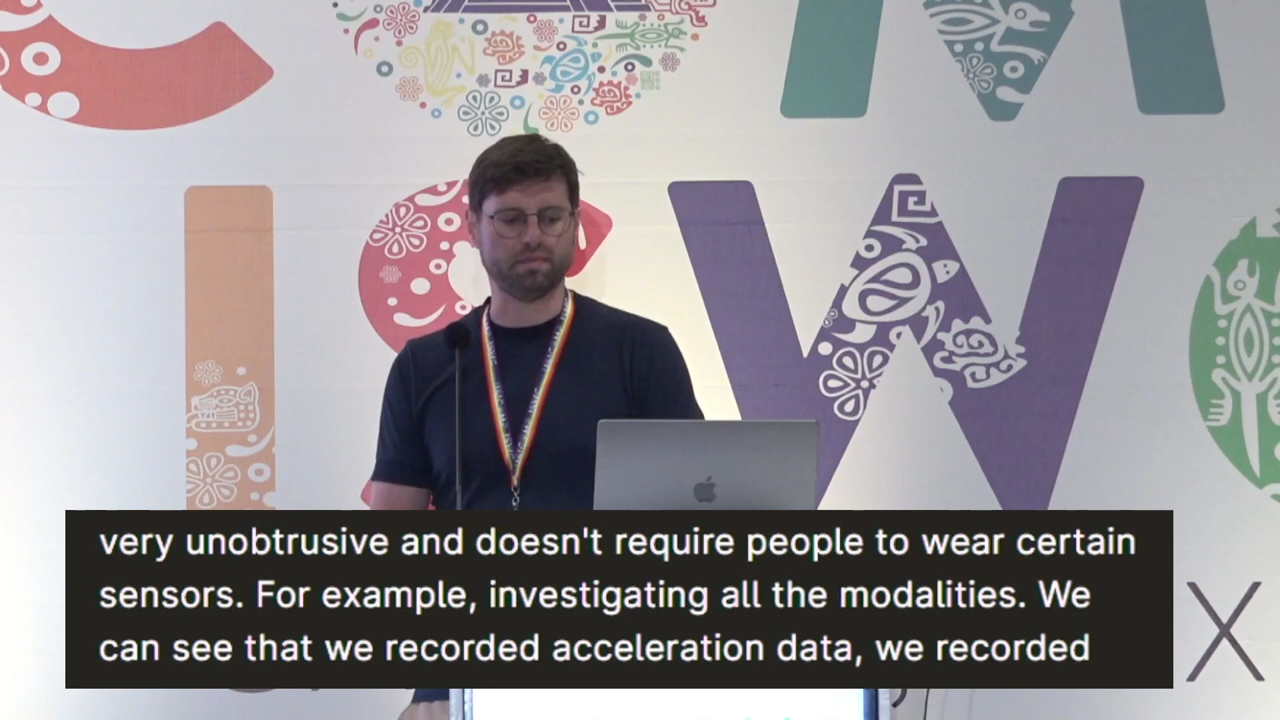 C M
ISW
X
very unobtrusive and doesn't require people to wear certain
sensors. For example, investigating all the modalities. We
can see that we recorded acceleration data, we recorded